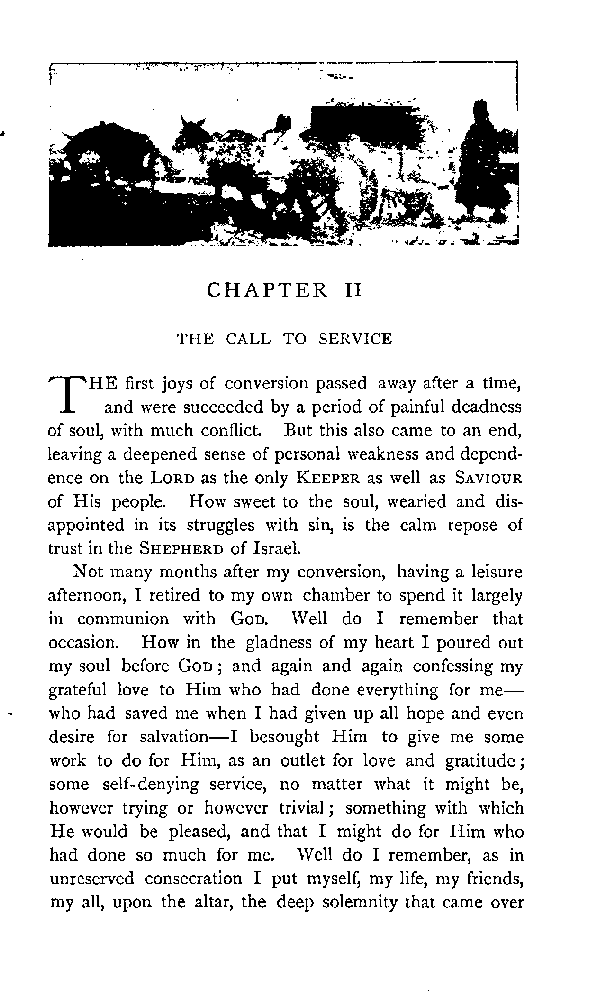 CHAPTER II
THE CALL TO SERVICE
THE first joys of conversion passed away after a time,
and were succeeded by a period of painful deadness
of soul, with much conflict. But this also came to an end,
leaving a deepened sense of personal weakness and depend-
ence on the LORD as the only KEEPER as well as SAVIOUR
of His people. How sweet to the soul, wearied and dis-
appointed in its struggles with sin, is the calm repose of
trust in the SHEPHERD of Israel.
Not many months after my conversion, having a leisure
afternoon, I retired to my own chamber to spend it largely
in communion with GOD. Well do I remember that
occasion. How in the gladness of my heart I poured out
my soul before GOD; and again and again confessing my
grateful love to Him who had done everything for me—
who had saved me when I had given up all hope and even
desire for salvation—I besought Him to give me some
work to do for Him, as an outlet for love and gratitude;
some self-denying service, no matter what it might be,
however trying or however trivial; something with which
He would be pleased, and that I might do for Him who
had done so much for me. Well do I remember, as in
unreserved consecration I put myself, my life, my friends,
my all, upon the altar, the deep solemnity that came over